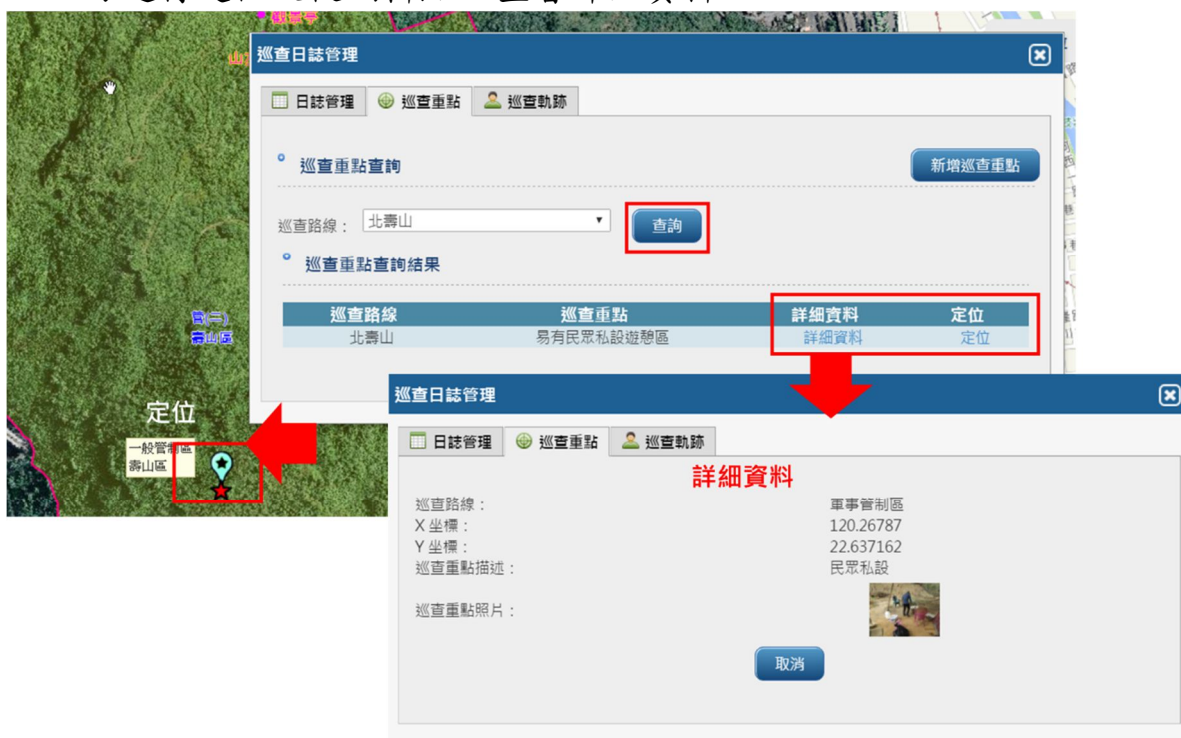 巡查日誌管理
日誌管理 巡查重點 巡查軌跡
巡查重點查詢
新增巡查重點
巡查路線： 北壽山 查詢
巡查重點查詢結果
巡查路線 巡查重點 詳細資料 定位
北壽山 易有民眾私設遊憩區 詳細資料 定位
管(二)
壽山區
定位
一般管制區
壽山區
巡查日誌管理
日誌管理 巡查重點 巡查軌跡
詳細資料
巡查路線： 軍事管制區
X 坐標： 120.26787
Y 坐標： 22.637162
巡查重點描述： 民眾私設
巡查重點照片：
取消